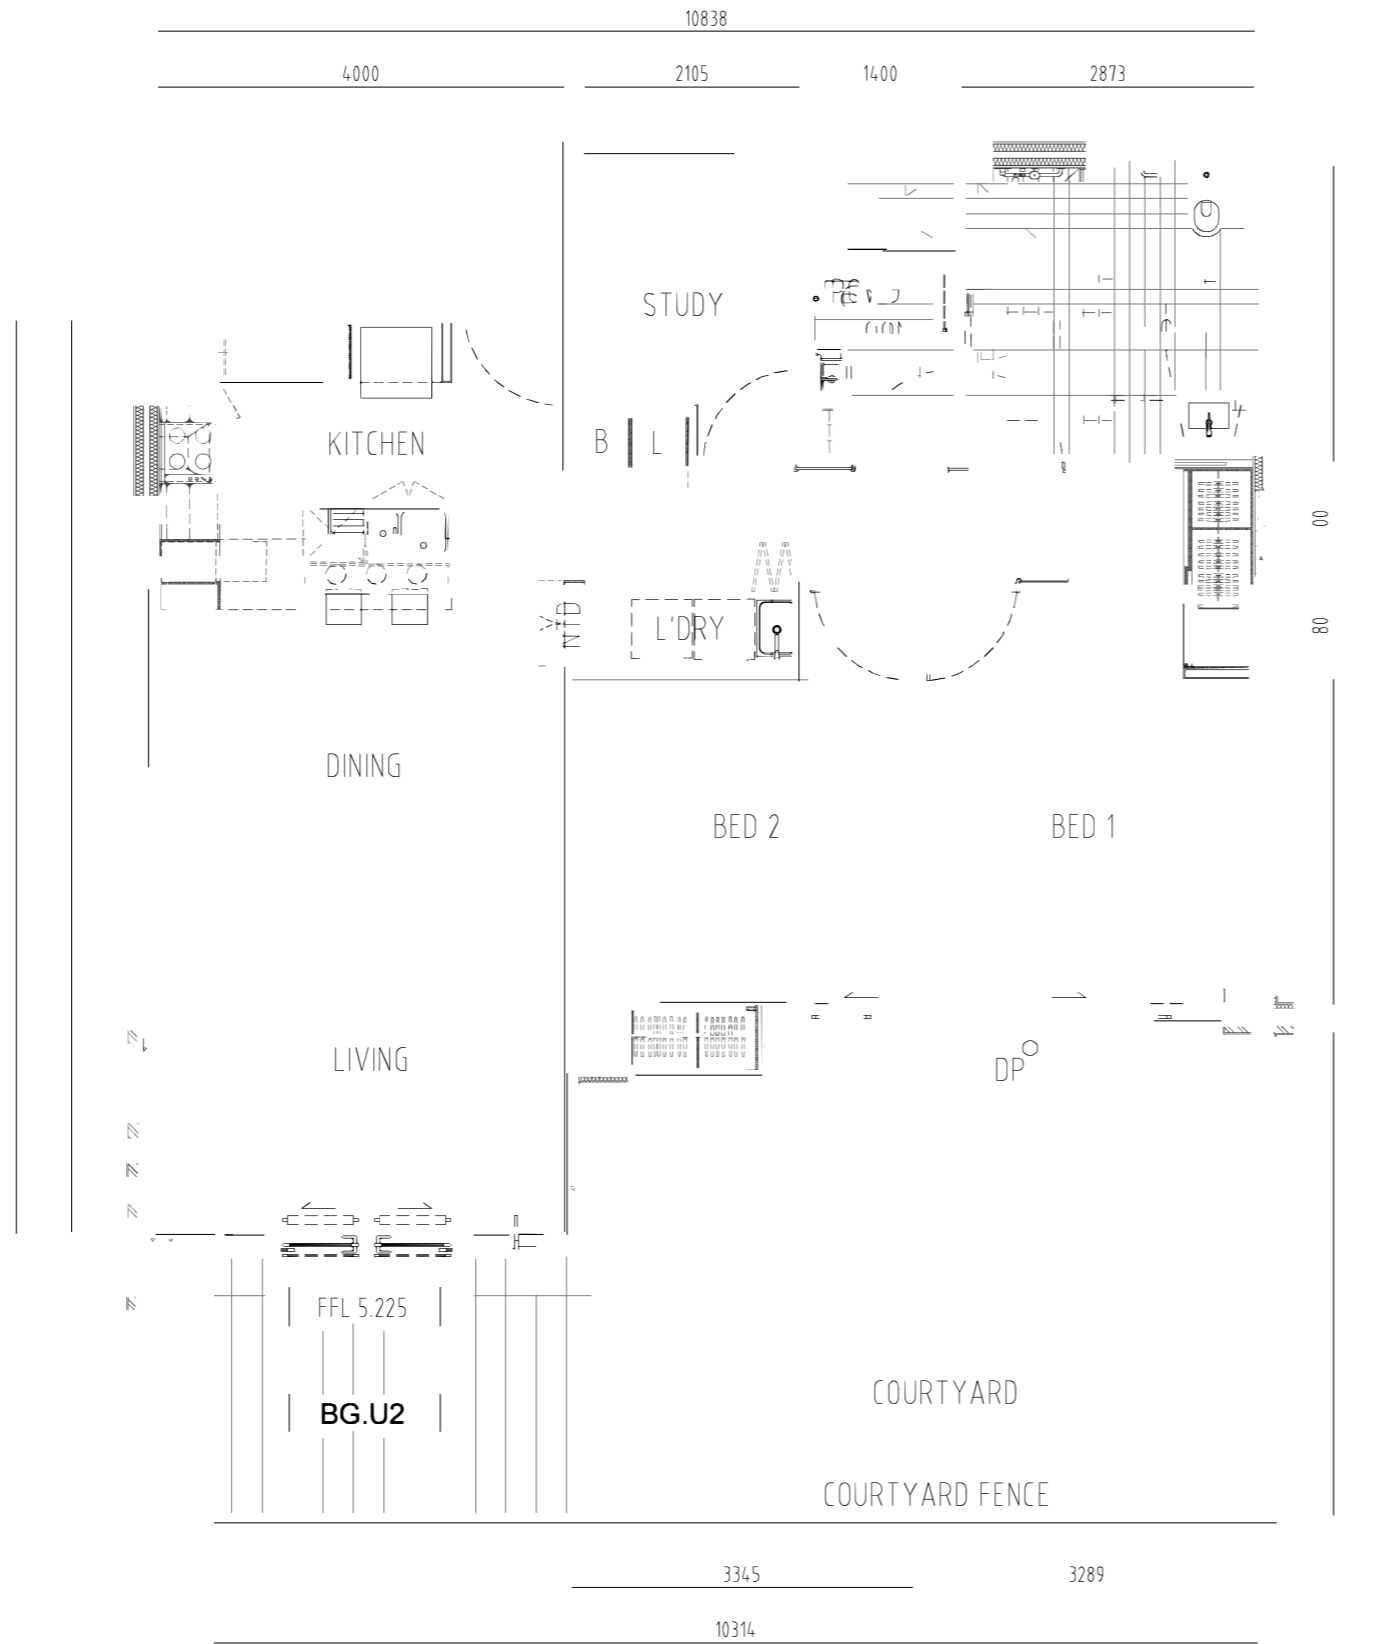 10838
4000 2105 1400 2873
STUDY
KITCHEN
B L
00
80
L'DRY
DINING
BED 2 BED 1
LIVING
DP
FFL 5.225
COURTYARD
BG.U2
COURTYARD FENCE
3345 3289
10314